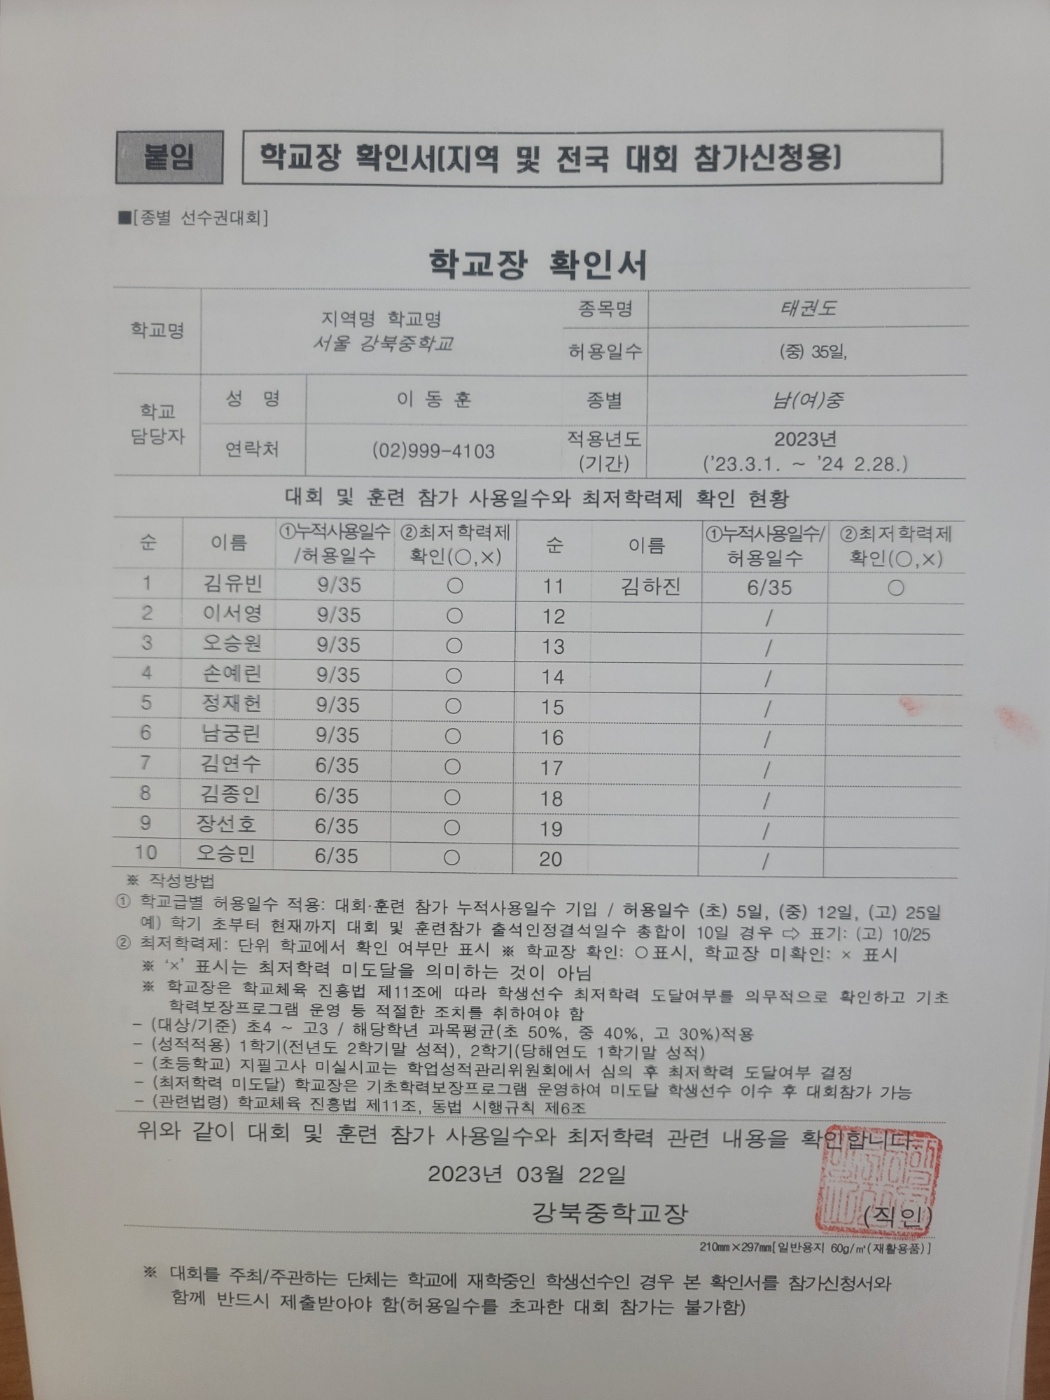 붙임
학교장 확인서(지역 및 전국 대회 참가신청용)
■[종별 선수권대회]
학교장 확인서
학교명 지역명 학교명 서울 강북중학교 종목명 태권도
허용일수 (중) 35일,
학교 담당자 성 명 이 동 훈 종별 남(여)중
연락처 (02)999-4103 적용년도 (기간) 2023년 ('23.3.1. ~ '24 2.28.)
대회 및 훈련 참가 사용일수와 최저학력제 확인 현황
순 이름 ①누적사용일수/허용일수 ②최저학력제 확인(○,×) 순 이름 ①누적사용일수/허용일수 ②최저학력제 확인(○,×)
1 김유빈 9/35 ○ 11 김하진 6/35 ○
2 이서영 9/35 ○ 12 /
3 오승원 9/35 ○ 13 /
4 손예린 9/35 ○ 14 /
5 정재헌 9/35 ○ 15 /
6 남궁린 9/35 ○ 16 /
7 김연수 6/35 ○ 17 /
8 김종인 6/35 ○ 18 /
9 장선호 6/35 ○ 19 /
10 오승민 6/35 ○ 20 /
※ 작성방법
① 학교급별 허용일수 적용: 대회·훈련 참가 누적사용일수 기입 / 허용일수 (초) 5일, (중) 12일, (고) 25일
예) 학기 초부터 현재까지 대회 및 훈련참가 출석인정결석일수 총합이 10일 경우 ⇨ 표기: (고) 10/25
② 최저학력제: 단위 학교에서 확인 여부만 표시 ※ 학교장 확인: ○표시, 학교장 미확인: × 표시
※ '×' 표시는 최저학력 미도달을 의미하는 것이 아님
※ 학교장은 학교체육 진흥법 제11조에 따라 학생선수 최저학력 도달여부를 의무적으로 확인하고 기초
학력보장프로그램 운영 등 적절한 조치를 취하여야 함
- (대상/기준) 초4 ~ 고3 / 해당학년 과목평균(초 50%, 중 40%, 고 30%)적용
- (성적적용) 1학기(전년도 2학기말 성적), 2학기(당해연도 1학기말 성적)
- (초등학교) 지필고사 미실시교는 학업성적관리위원회에서 심의 후 최저학력 도달여부 결정
- (최저학력 미도달) 학교장은 기초학력보장프로그램 운영하여 미도달 학생선수 이수 후 대회참가 가능
- (관련법령) 학교체육 진흥법 제11조, 동법 시행규칙 제6조
위와 같이 대회 및 훈련 참가 사용일수와 최저학력 관련 내용을 확인합니다.
2023년 03월 22일
강북중학교장 (직인)
210㎜×297㎜[일반용지 60g/㎡(재활용품)]
※ 대회를 주최/주관하는 단체는 학교에 재학중인 학생선수인 경우 본 확인서를 참가신청서와
함께 반드시 제출받아야 함(허용일수를 초과한 대회 참가는 불가함)